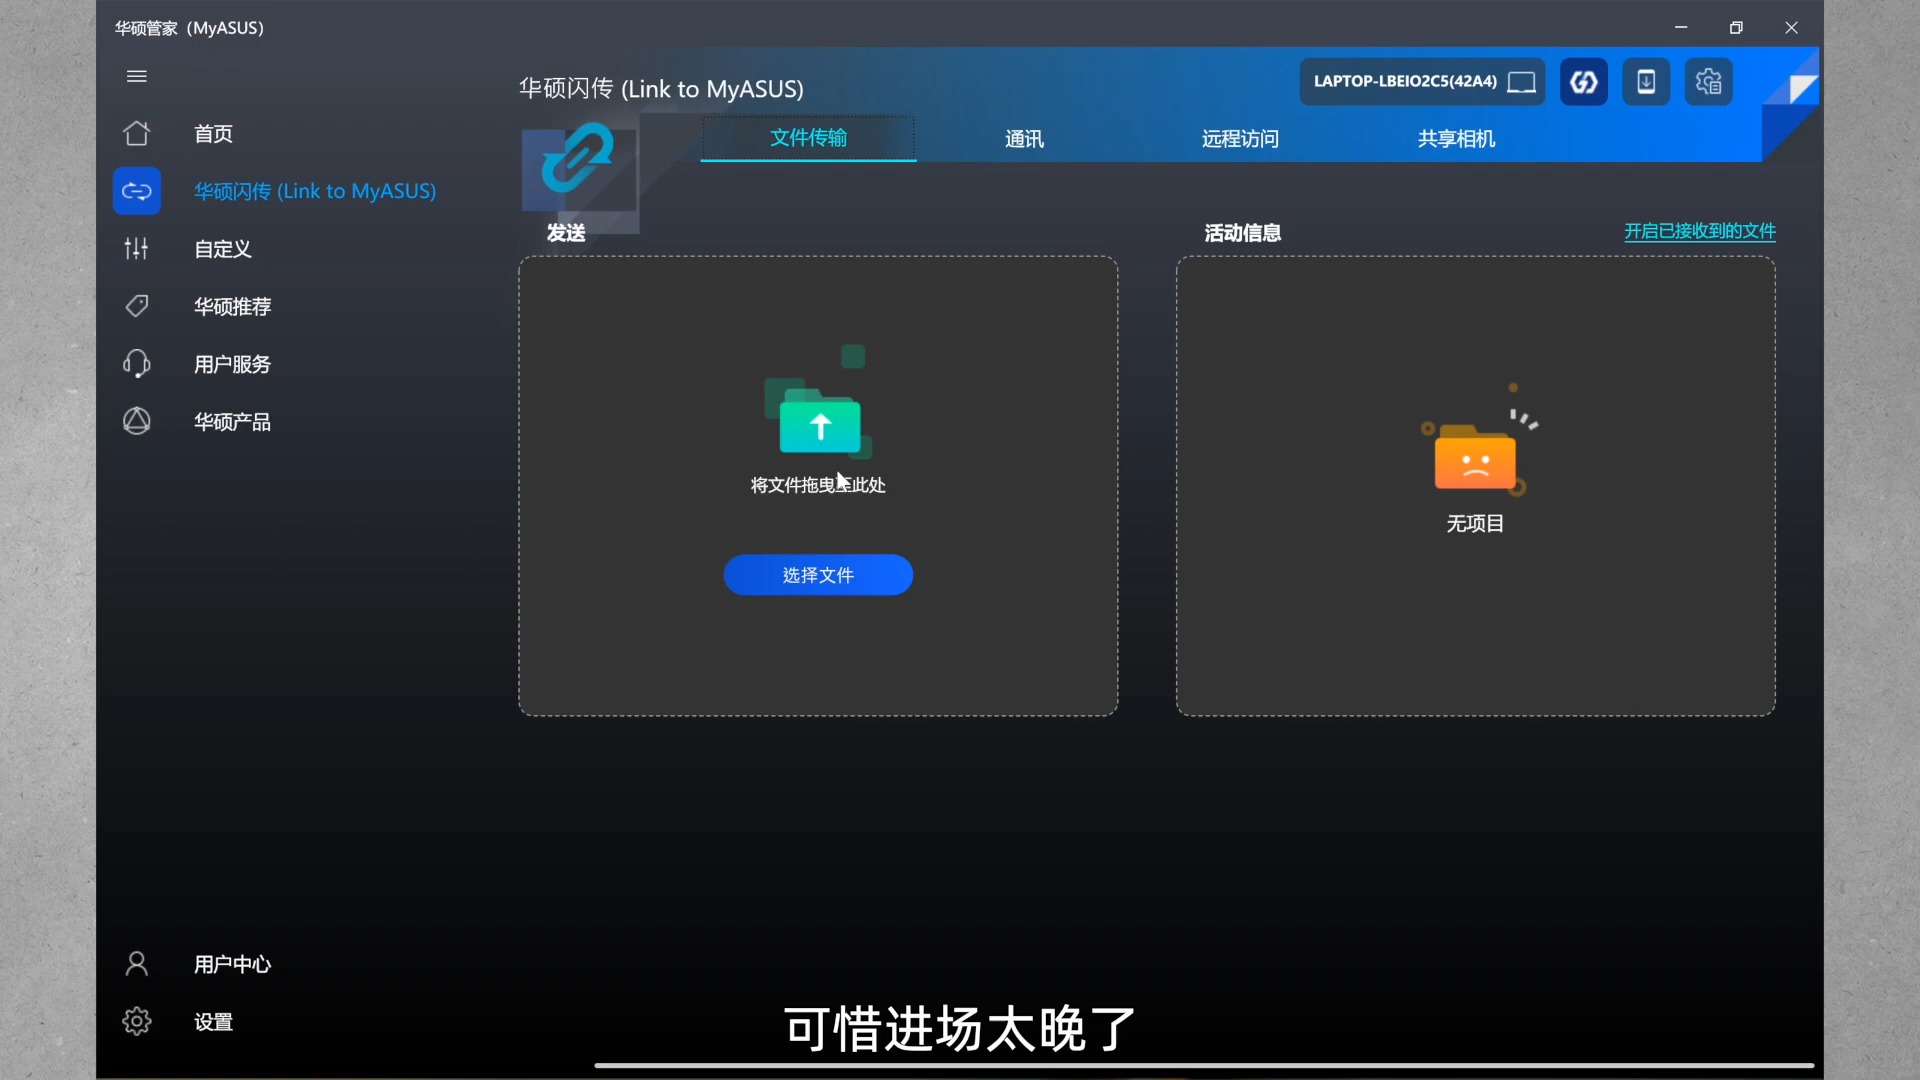 华硕管家（MyASUS）
首页
华硕闪传 (Link to MyASUS)
自定义
华硕推荐
用户服务
华硕产品
用户中心
设置
华硕闪传 (Link to MyASUS)
LAPTOP-LBEIO2C5(42A4)
文件传输
通讯
远程访问
共享相机
发送
将文件拖曳至此处
选择文件
活动信息
开启已接收到的文件
无项目
可惜进场太晚了